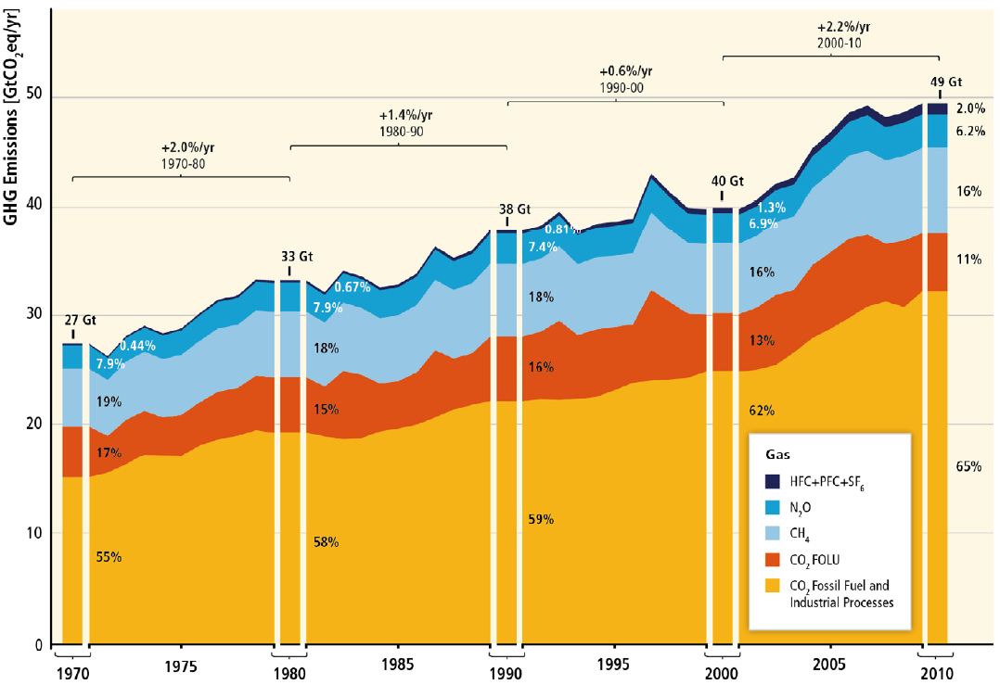 GHG Emissions [GtCO2eq/yr]
+2.2%/yr
2000-10
+0.6%/yr
1990-00
+1.4%/yr
1980-90
+2.0%/yr
1970-80
50
40
30
20
10
0
27 Gt
33 Gt
38 Gt
40 Gt
49 Gt
0.44%
7.9%
19%
17%
55%
0.67%
7.9%
18%
15%
58%
0.81%
7.4%
18%
16%
59%
1.3%
6.9%
16%
13%
62%
2.0%
6.2%
16%
11%
65%
Gas
HFC+PFC+SF6
N2O
CH4
CO2 FOLU
CO2 Fossil Fuel and
Industrial Processes
1970
1975
1980
1985
1990
1995
2000
2005
2010